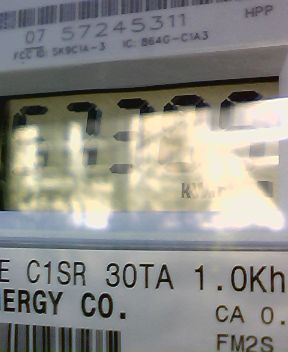 HPP
07 57245311
FCC ID: SK9C1A-3 IC: 864G-C1A3
E C1SR 30TA 1.0Kh
ERGY CO.
CA 0.
FM2S